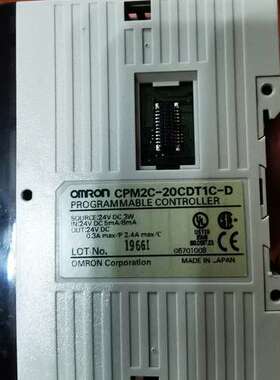 OMRON CPM2C-20CDT1C-D
PROGRAMMABLE CONTROLLER
SOURCE:24V DC 3W
IN:24V DC 5mA/8mA
OUT:24V DC
0.3A max/P 2.4A max/C
LOT No. 19661
OMRON Corporation
MADE IN JAPAN